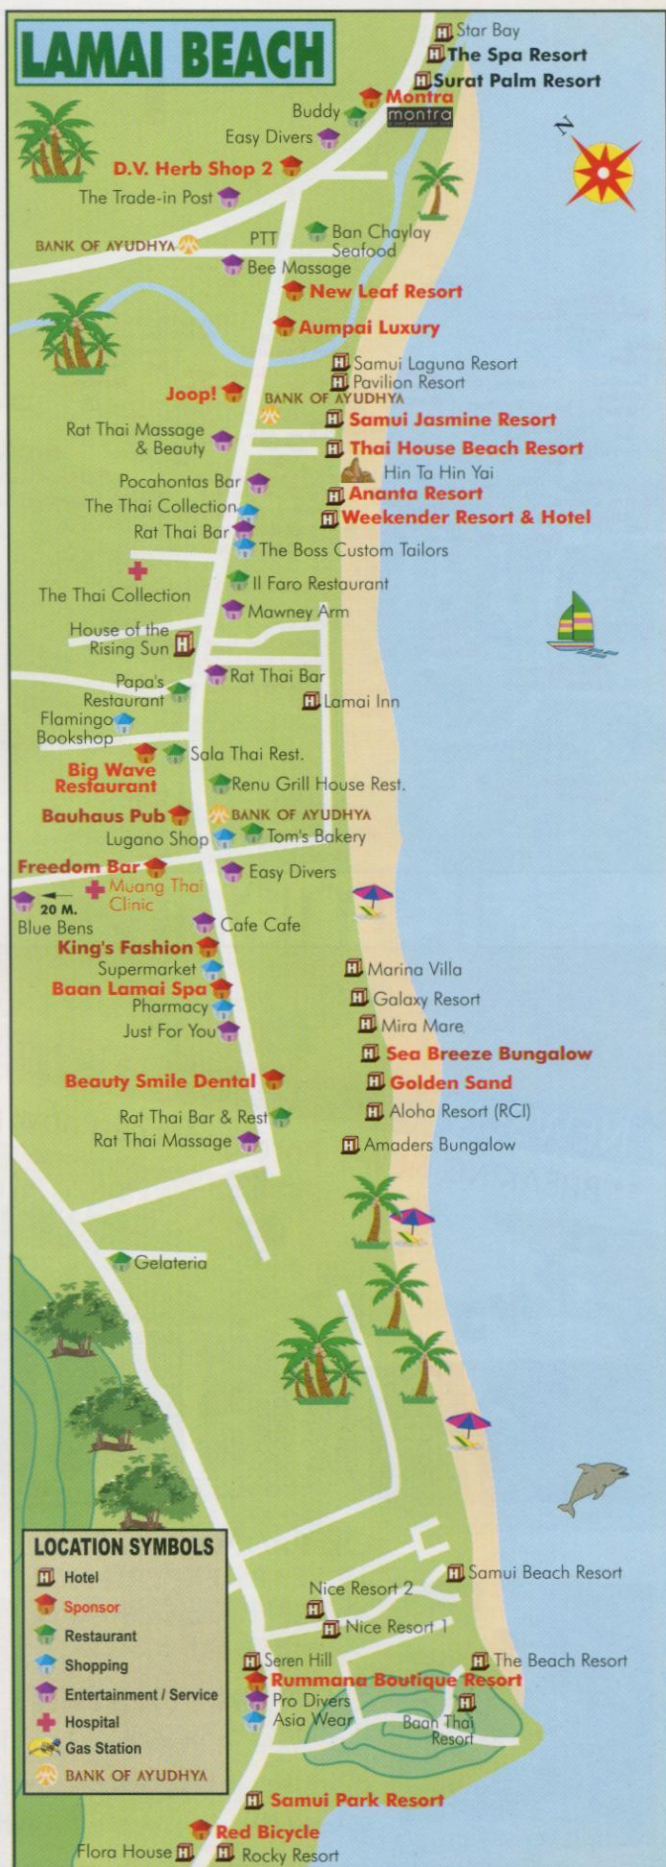 LAMAI BEACH
Star Bay
The Spa Resort
Surat Palm Resort
Montra
montra
Buddy
Easy Divers
N
D.V. Herb Shop 2
The Trade-in Post
BANK OF AYUDHYA
PTT
Ban Chaylay
Seafood
Bee Massage
New Leaf Resort
Aumpai Luxury
Samui Laguna Resort
Pavilion Resort
Joop!
BANK OF AYUDHYA
Samui Jasmine Resort
Rat Thai Massage
& Beauty
Thai House Beach Resort
Hin Ta Hin Yai
Pocahontas Bar
Ananta Resort
The Thai Collection
Weekender Resort & Hotel
Rat Thai Bar
The Boss Custom Tailors
Il Faro Restaurant
The Thai Collection
Mawney Arm
House of the
Rising Sun
Rat Thai Bar
Papa's
Restaurant
Lamai Inn
Flamingo
Bookshop
Sala Thai Rest.
Big Wave
Restaurant
Renu Grill House Rest.
Bauhaus Pub
BANK OF AYUDHYA
Lugano Shop
Tom's Bakery
Freedom Bar
Easy Divers
Muang Thai
Clinic
20 M.
Blue Bens
Cafe Cafe
King's Fashion
Supermarket
Marina Villa
Baan Lamai Spa
Galaxy Resort
Pharmacy
Mira Mare
Just For You
Sea Breeze Bungalow
Beauty Smile Dental
Golden Sand
Rat Thai Bar & Rest
Aloha Resort (RCI)
Rat Thai Massage
Amaders Bungalow
Gelateria
LOCATION SYMBOLS
H Hotel
Sponsor
Restaurant
Shopping
Entertainment / Service
Hospital
Gas Station
BANK OF AYUDHYA
Samui Beach Resort
Nice Resort 2
Nice Resort 1
Seren Hill
The Beach Resort
Rummana Boutique Resort
Pro Divers
Asia Wear
Baan Thai
Resort
Samui Park Resort
Red Bicycle
Flora House
Rocky Resort